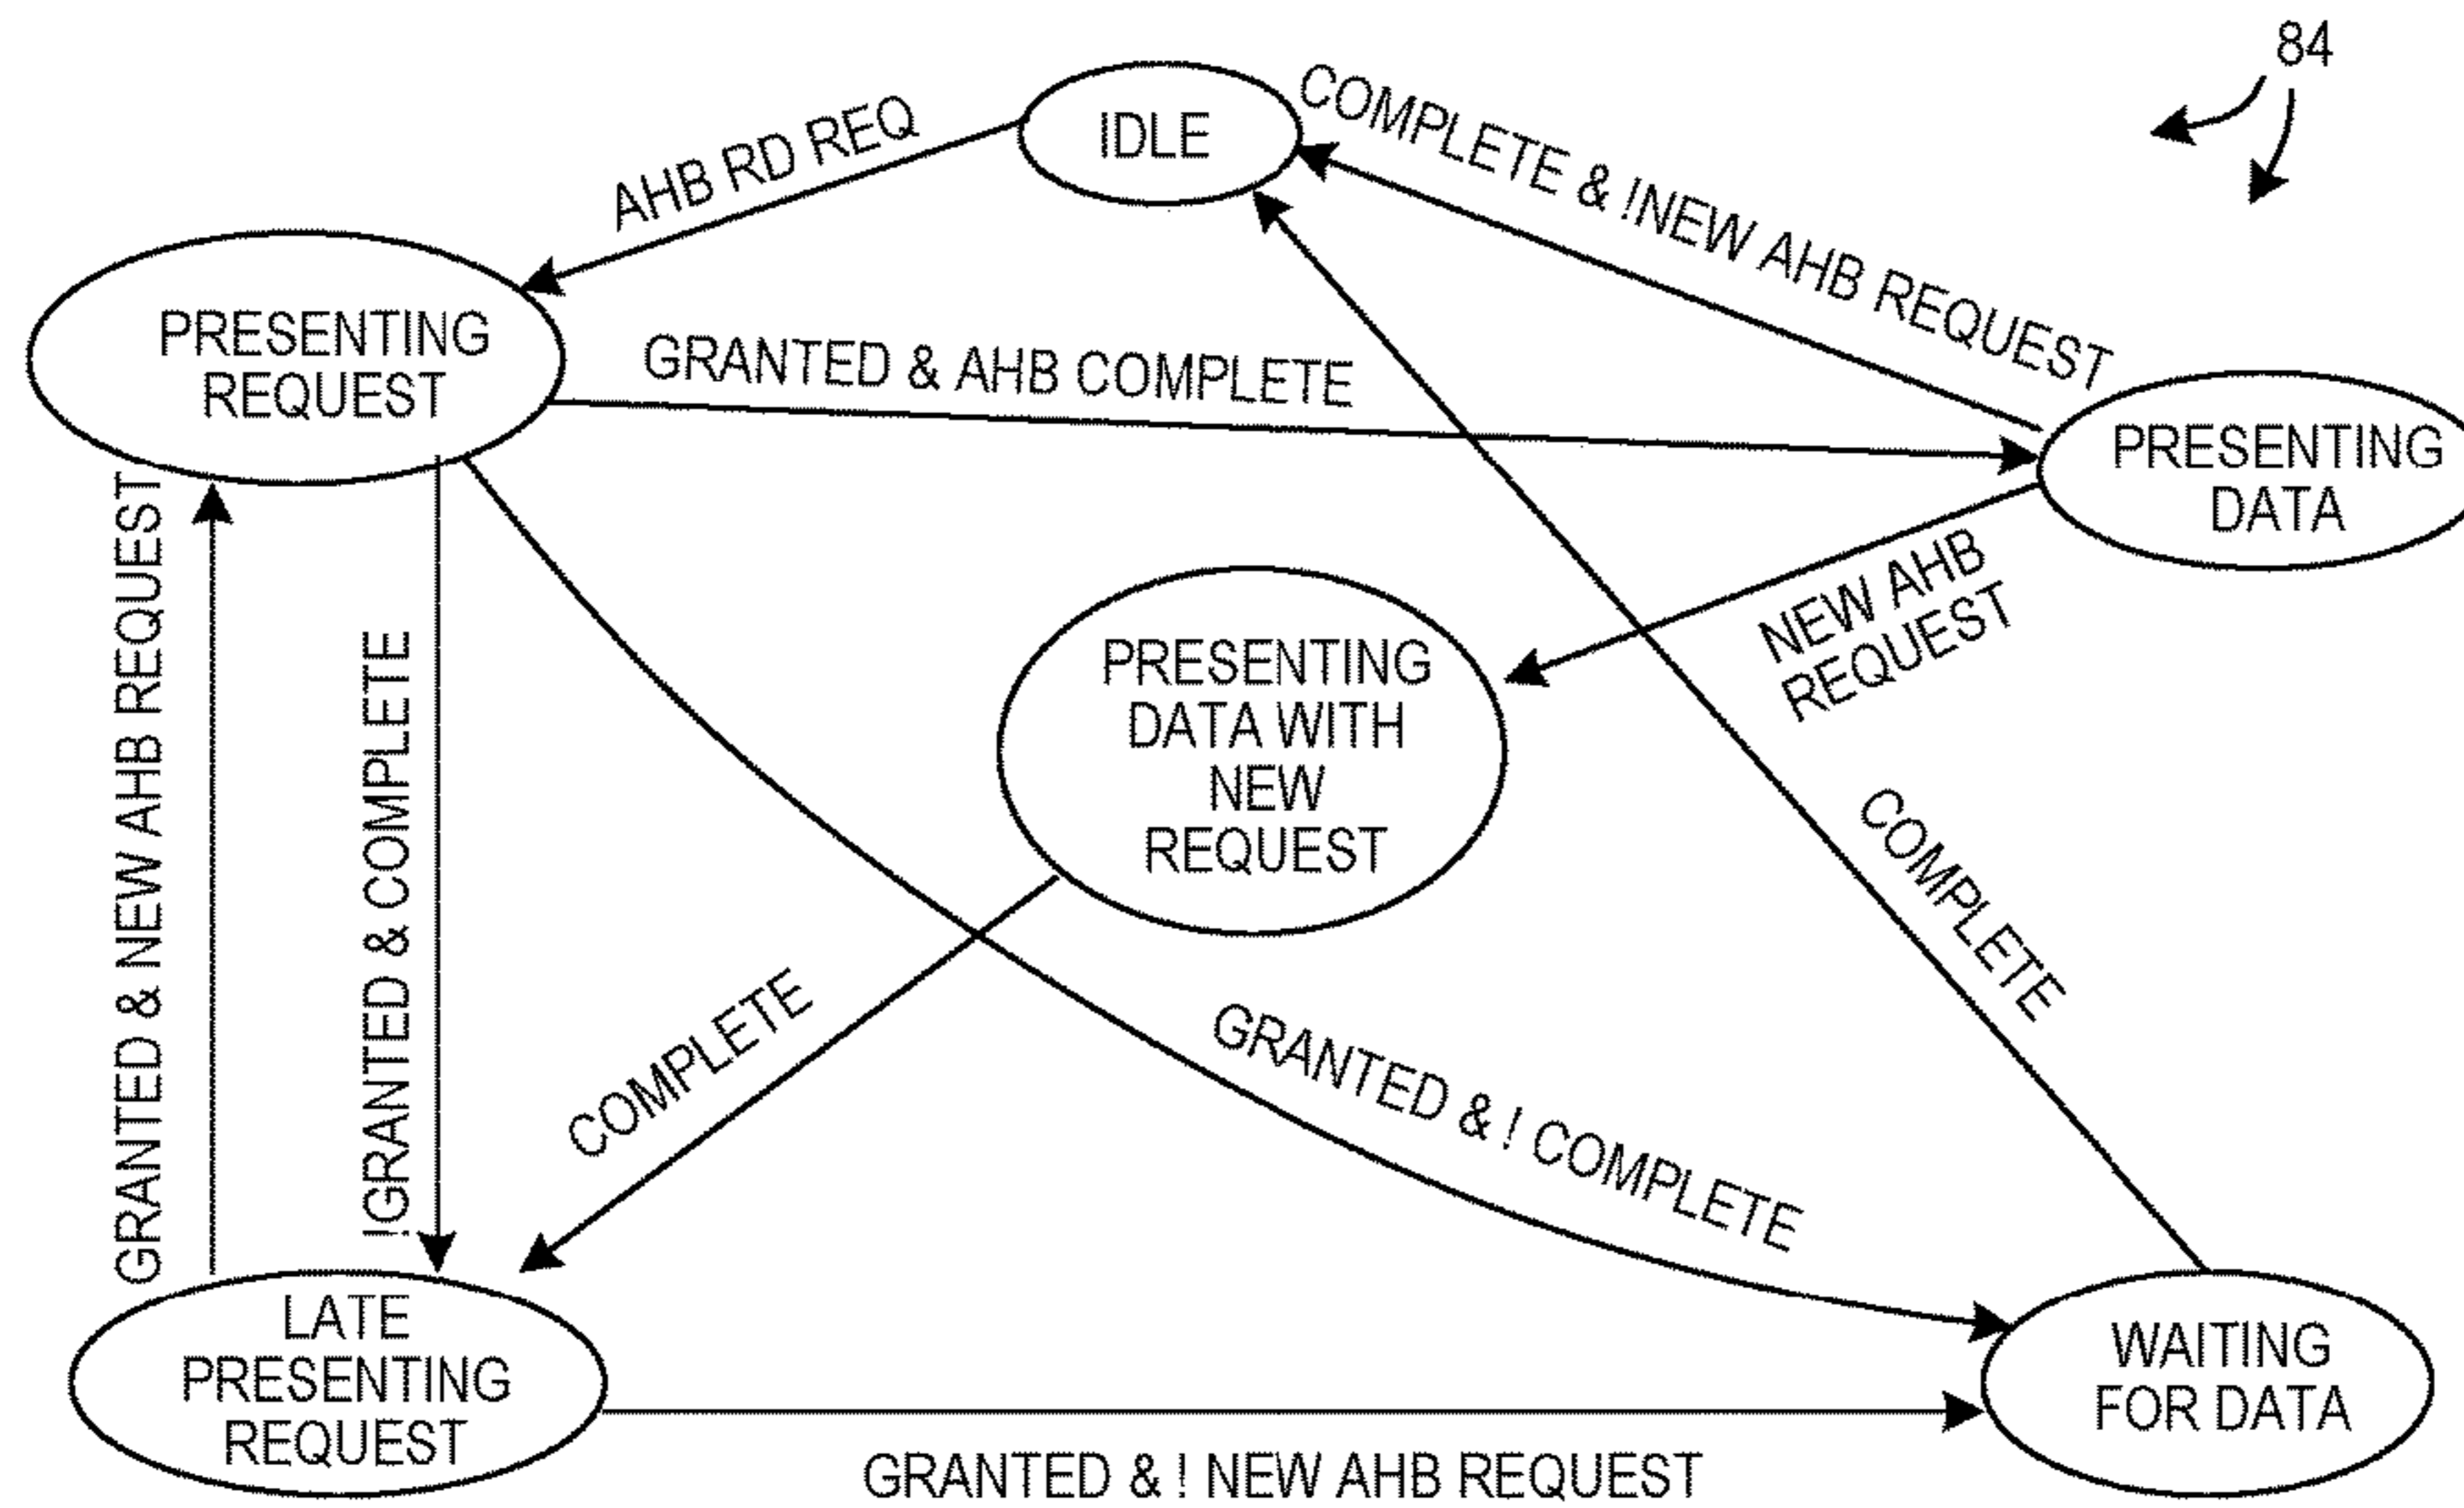 84
IDLE
AHB RD REQ
COMPLETE & !NEW AHB REQUEST
PRESENTING
REQUEST
GRANTED & AHB COMPLETE
PRESENTING
DATA
NEW AHB
REQUEST
PRESENTING
DATA WITH
NEW
REQUEST
GRANTED & NEW AHB REQUEST
!GRANTED & COMPLETE
COMPLETE
COMPLETE
GRANTED & ! COMPLETE
LATE
PRESENTING
REQUEST
WAITING
FOR DATA
GRANTED & ! NEW AHB REQUEST